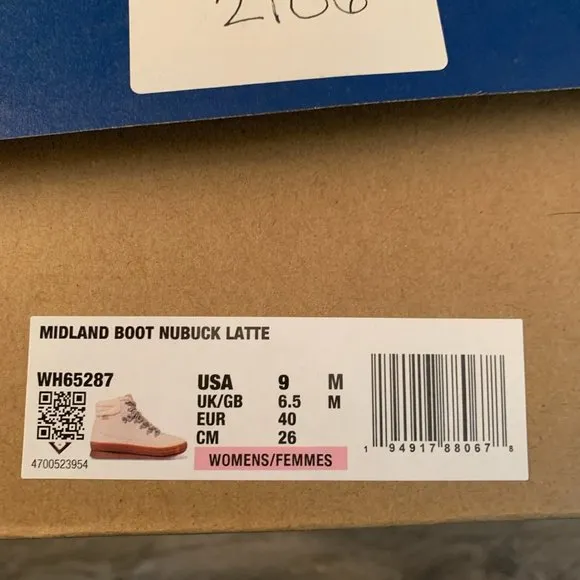 2106
MIDLAND BOOT NUBUCK LATTE
WH65287
4700523954
USA 9 M
UK/GB 6.5 M
EUR 40
CM 26
WOMENS/FEMMES
1 94917 88067 8